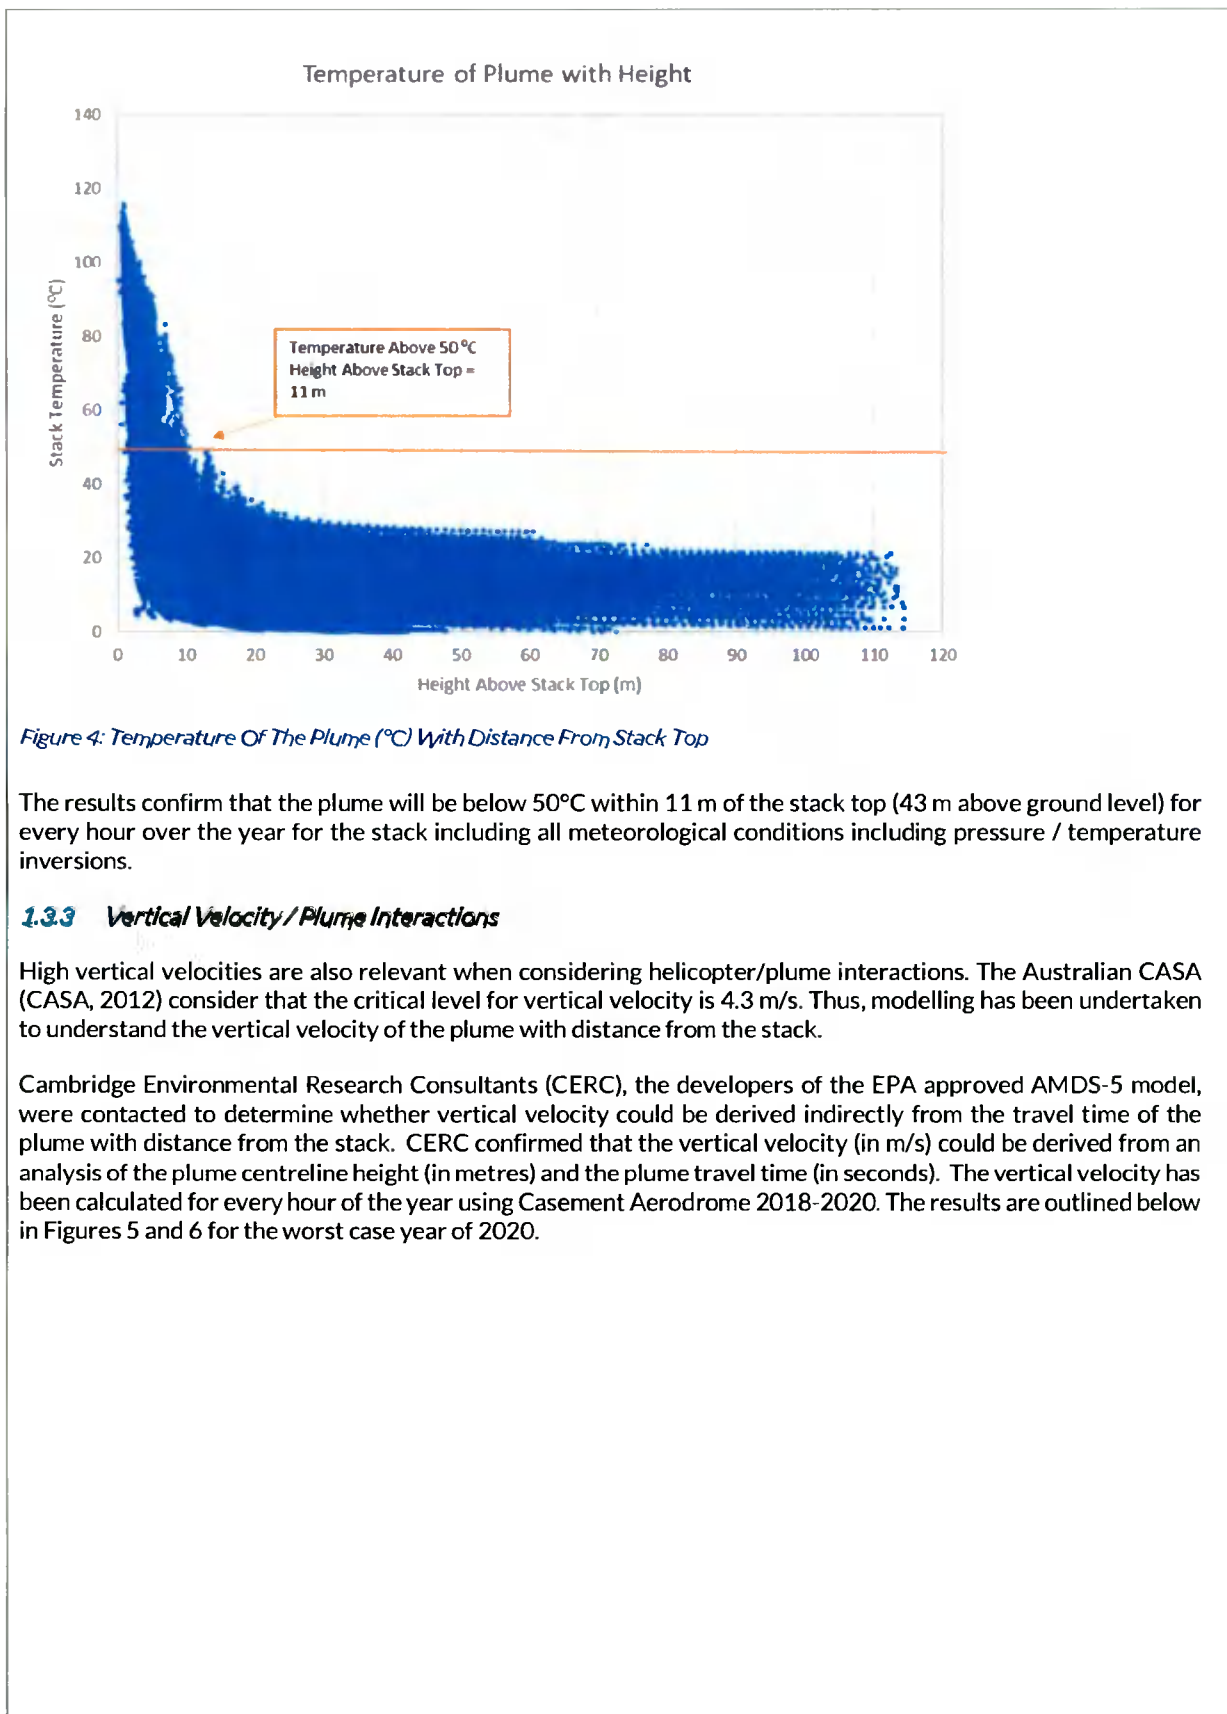 Temperature of Plume with Height
140
120
100
80
60
40
20
0
Stack Temperature (°C)
Temperature Above 50 °C
Height Above Stack Top =
11 m
0 10 20 30 40 50 60 70 80 90 100 110 120
Height Above Stack Top (m)
Figure 4: Temperature Of The Plume (°C) With Distance From Stack Top
The results confirm that the plume will be below 50°C within 11 m of the stack top (43 m above ground level) for
every hour over the year for the stack including all meteorological conditions including pressure / temperature
inversions.
1.3.3 Vertical Velocity / Plume Interactions
High vertical velocities are also relevant when considering helicopter/plume interactions. The Australian CASA
(CASA, 2012) consider that the critical level for vertical velocity is 4.3 m/s. Thus, modelling has been undertaken
to understand the vertical velocity of the plume with distance from the stack.
Cambridge Environmental Research Consultants (CERC), the developers of the EPA approved AMDS-5 model,
were contacted to determine whether vertical velocity could be derived indirectly from the travel time of the
plume with distance from the stack. CERC confirmed that the vertical velocity (in m/s) could be derived from an
analysis of the plume centreline height (in metres) and the plume travel time (in seconds). The vertical velocity has
been calculated for every hour of the year using Casement Aerodrome 2018-2020. The results are outlined below
in Figures 5 and 6 for the worst case year of 2020.